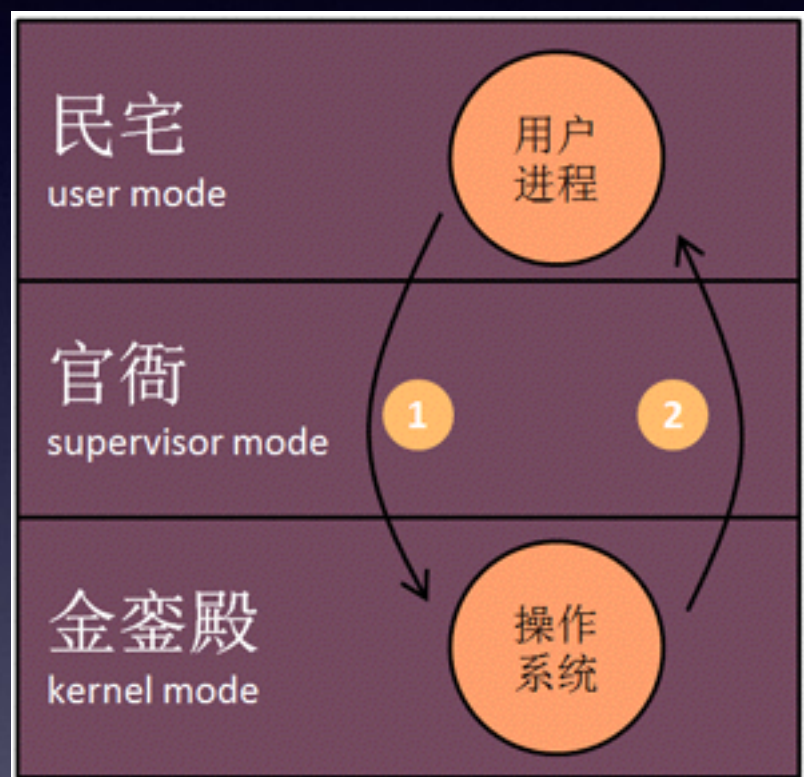 民宅
user mode
用户
进程
官衙
supervisor mode
1
2
金銮殿
kernel mode
操作
系统